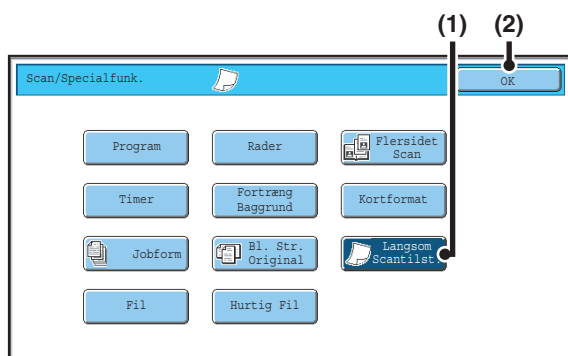 (1) (2)
Scan/Specialfunk.
OK
Program
Rader
Flersidet
Scan
Timer
Fortræng
Baggrund
Kortformat
Jobform
Bl. Str.
Original
Langsom
Scantilst.
Fil
Hurtig Fil